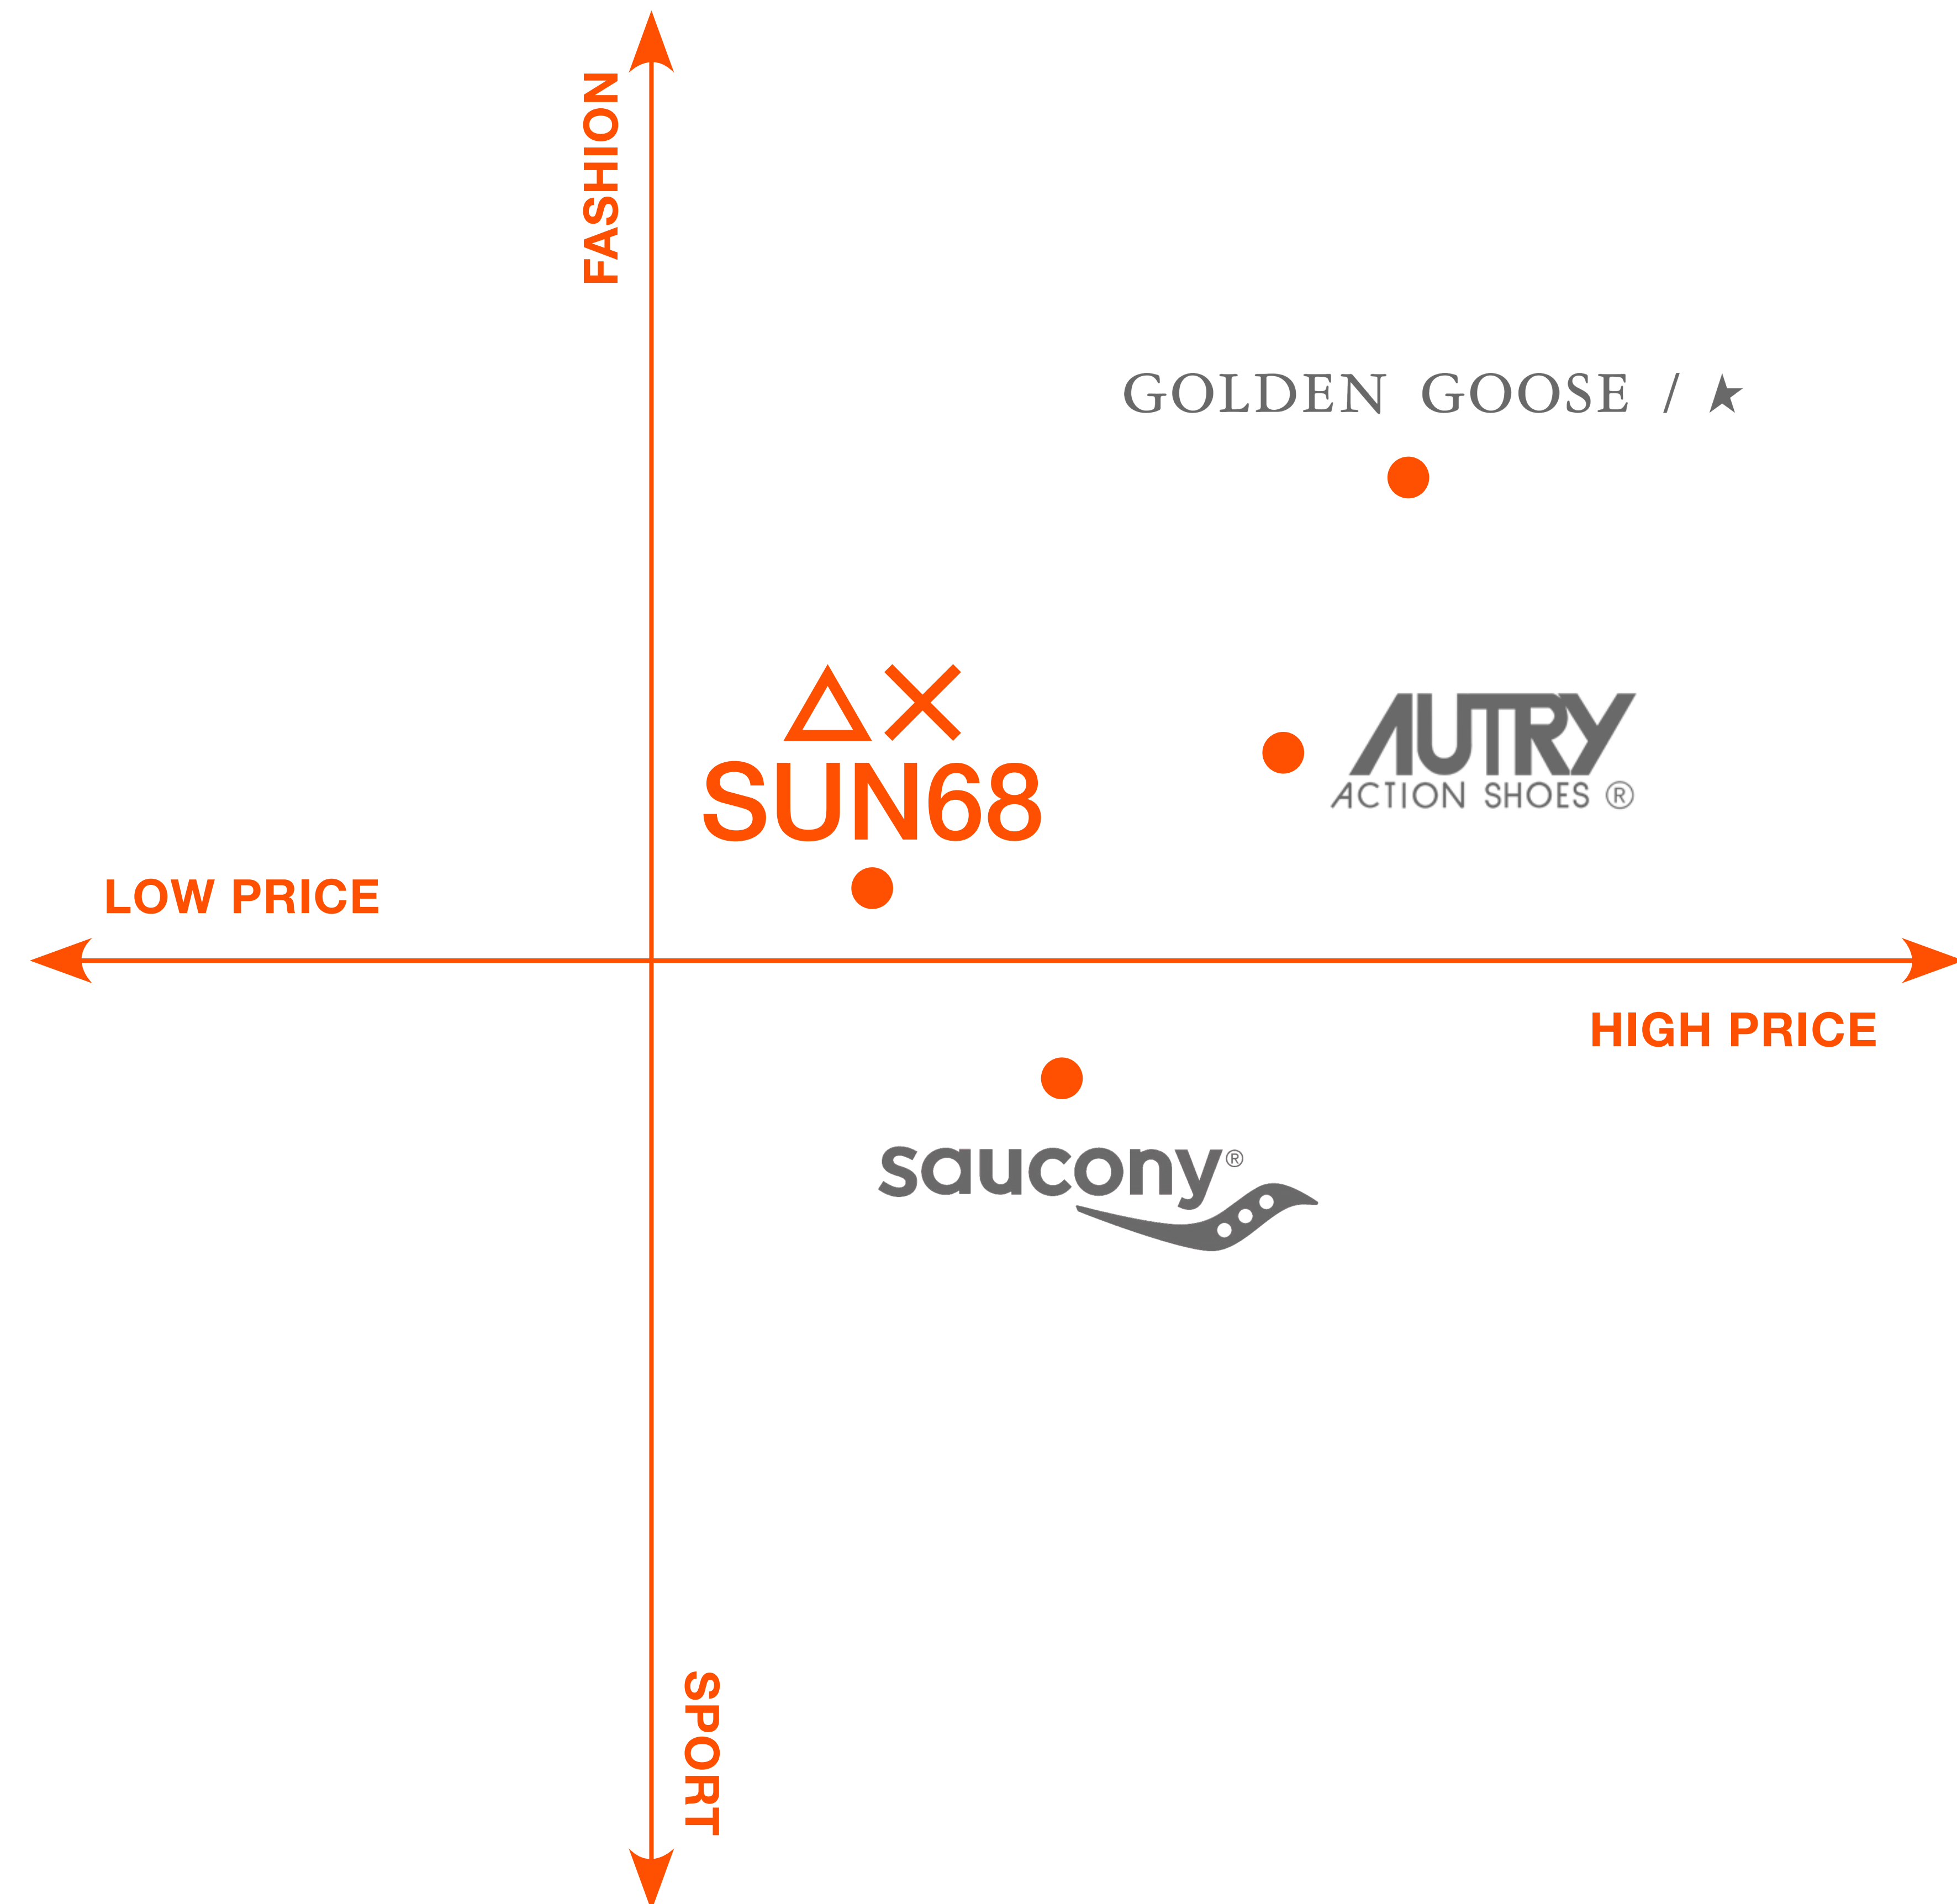 FASHION
GOLDEN GOOSE /
AUTRY
ACTION SHOES ®
SUN68
LOW PRICE
HIGH PRICE
saucony®
SPORT